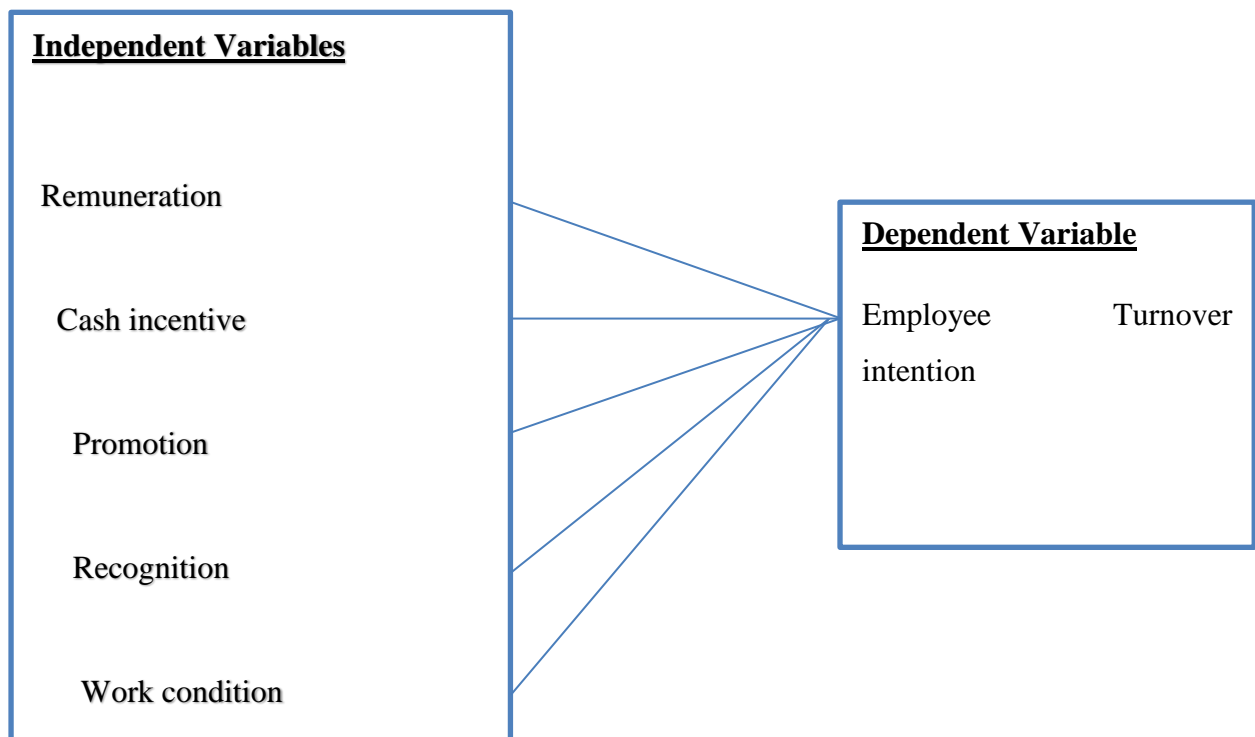 Independent Variables
Remuneration
Cash incentive
Promotion
Recognition
Work condition
Dependent Variable
Employee Turnover
intention